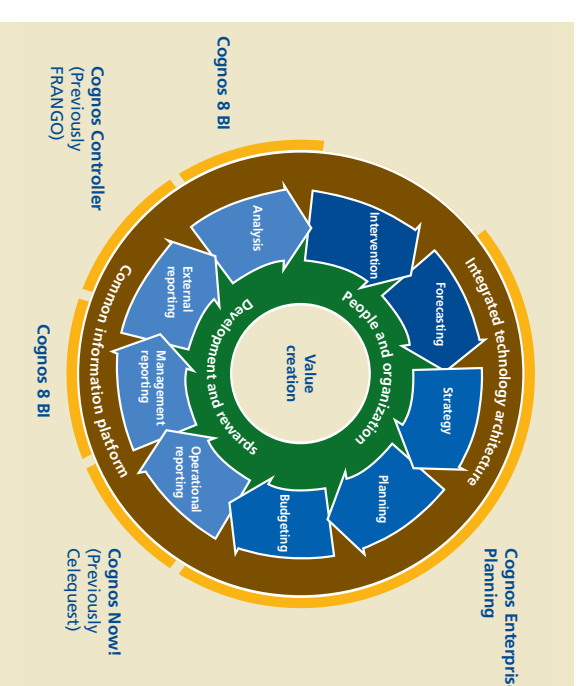 Cognos Enterpris
Planning
Integrated technology architecture
Forecasting
Strategy
Intervention
Planning
People and organization
Value
creation
Analysis
Budgeting
Development and rewards
External
reporting
Management
reporting
Operational
reporting
Common information platform
Cognos 8 BI
Cognos Controller
(Previously
FRANGO)
Cognos 8 BI
Cognos Now!
(Previously
Celequest)